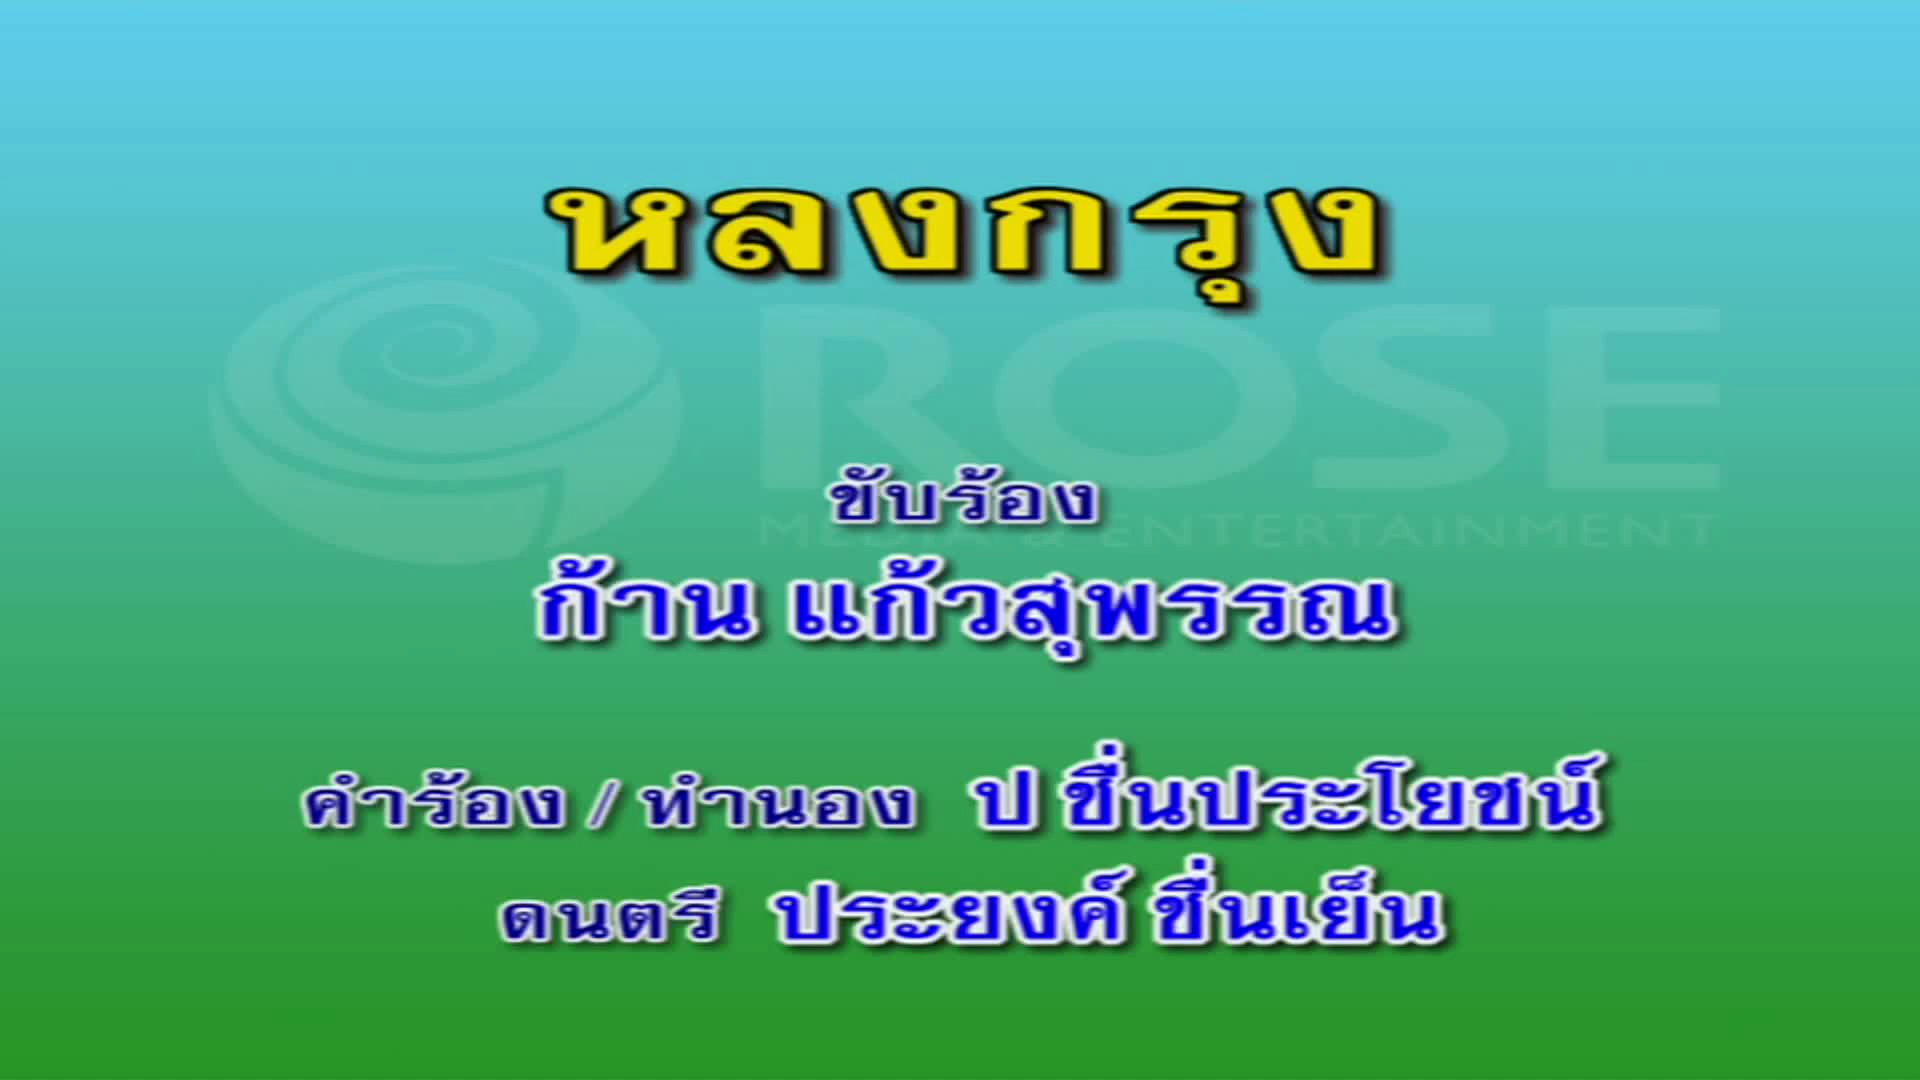 หลงกรุง
ROSE
MEDIA & ENTERTAINMENT
ขับร้อง
ก้าน แก้วสุพรรณ
คำร้อง / ทำนอง ป ชื่นประโยชน์
ดนตรี ประยงค์ ชื่นเย็น